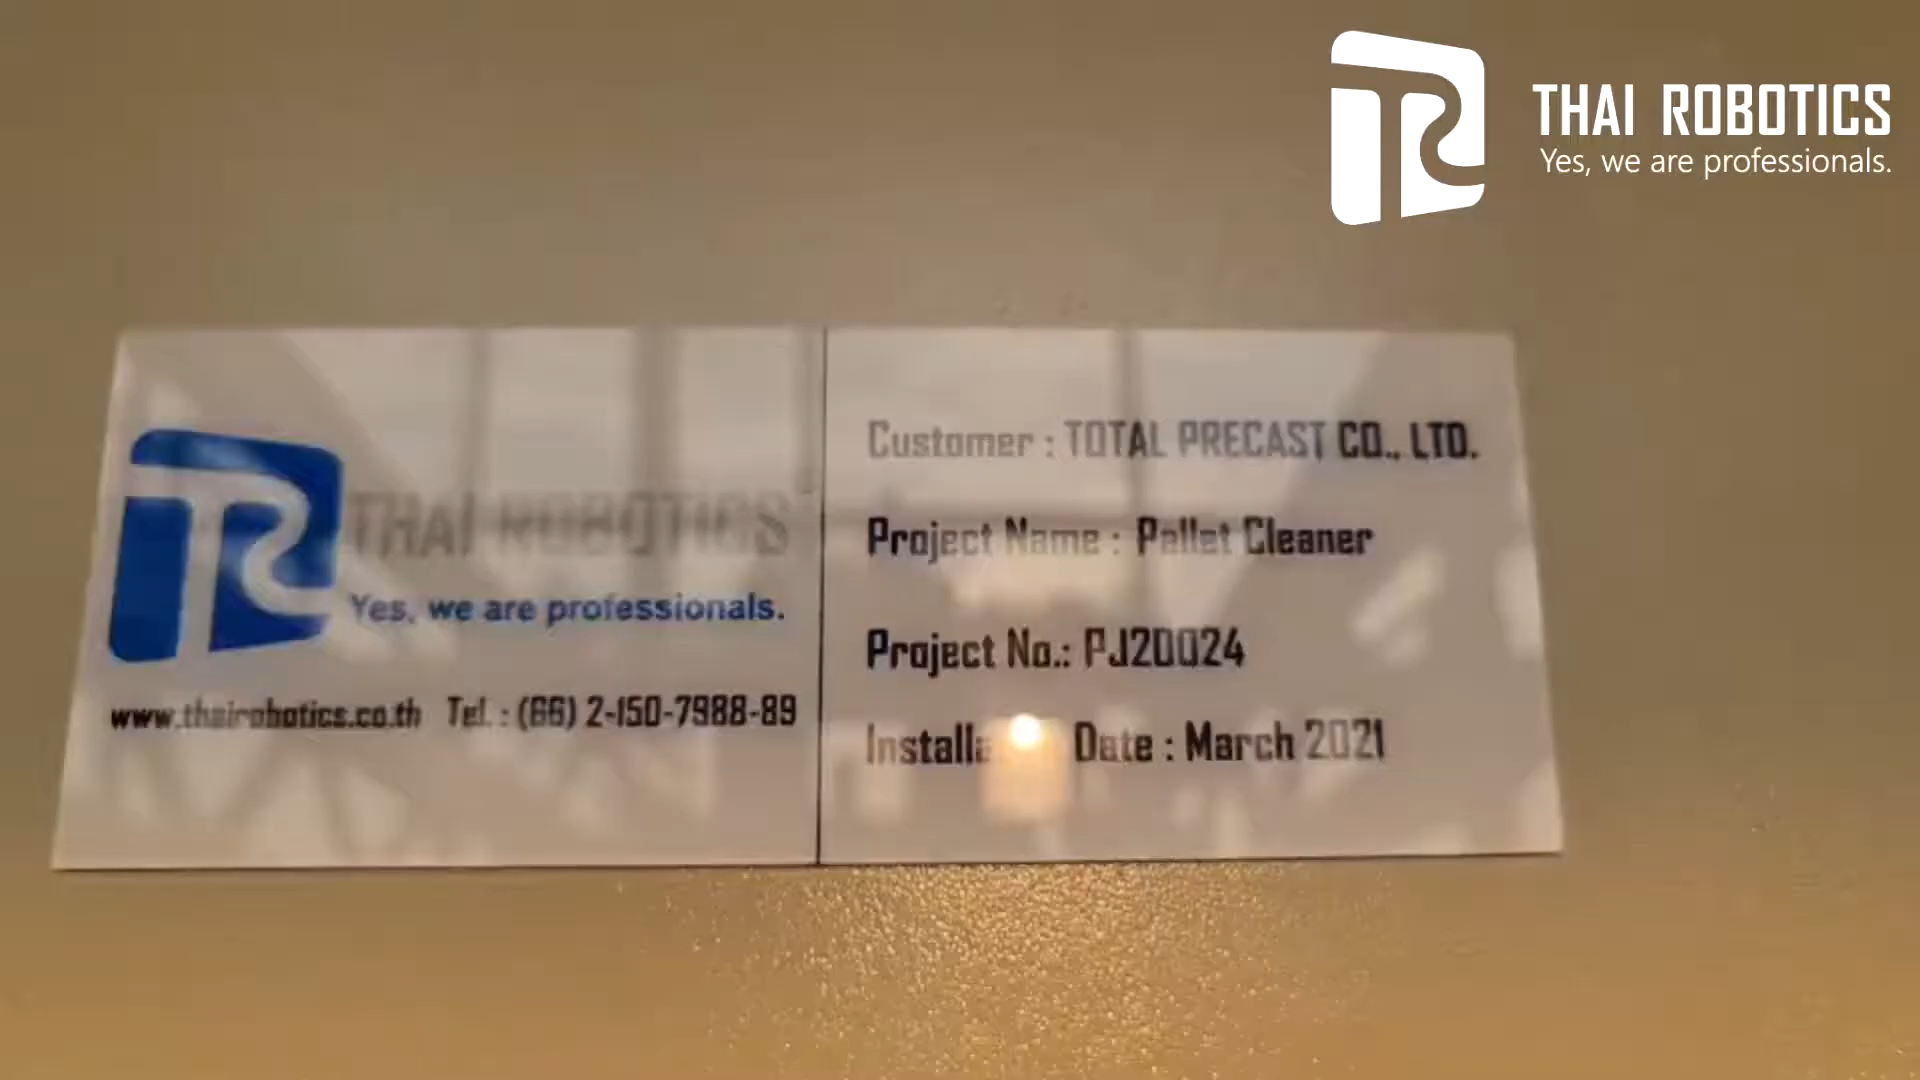 THAI ROBOTICS
Yes, we are professionals.
THAI ROBOTICS
Yes, we are professionals.
www.thairobotics.co.th Tel. : (66) 2-150-7988-89
Customer : TOTAL PRECAST CO., LTD.
Project Name : Pallet Cleaner
Project No.: PJ20024
Date : March 2021